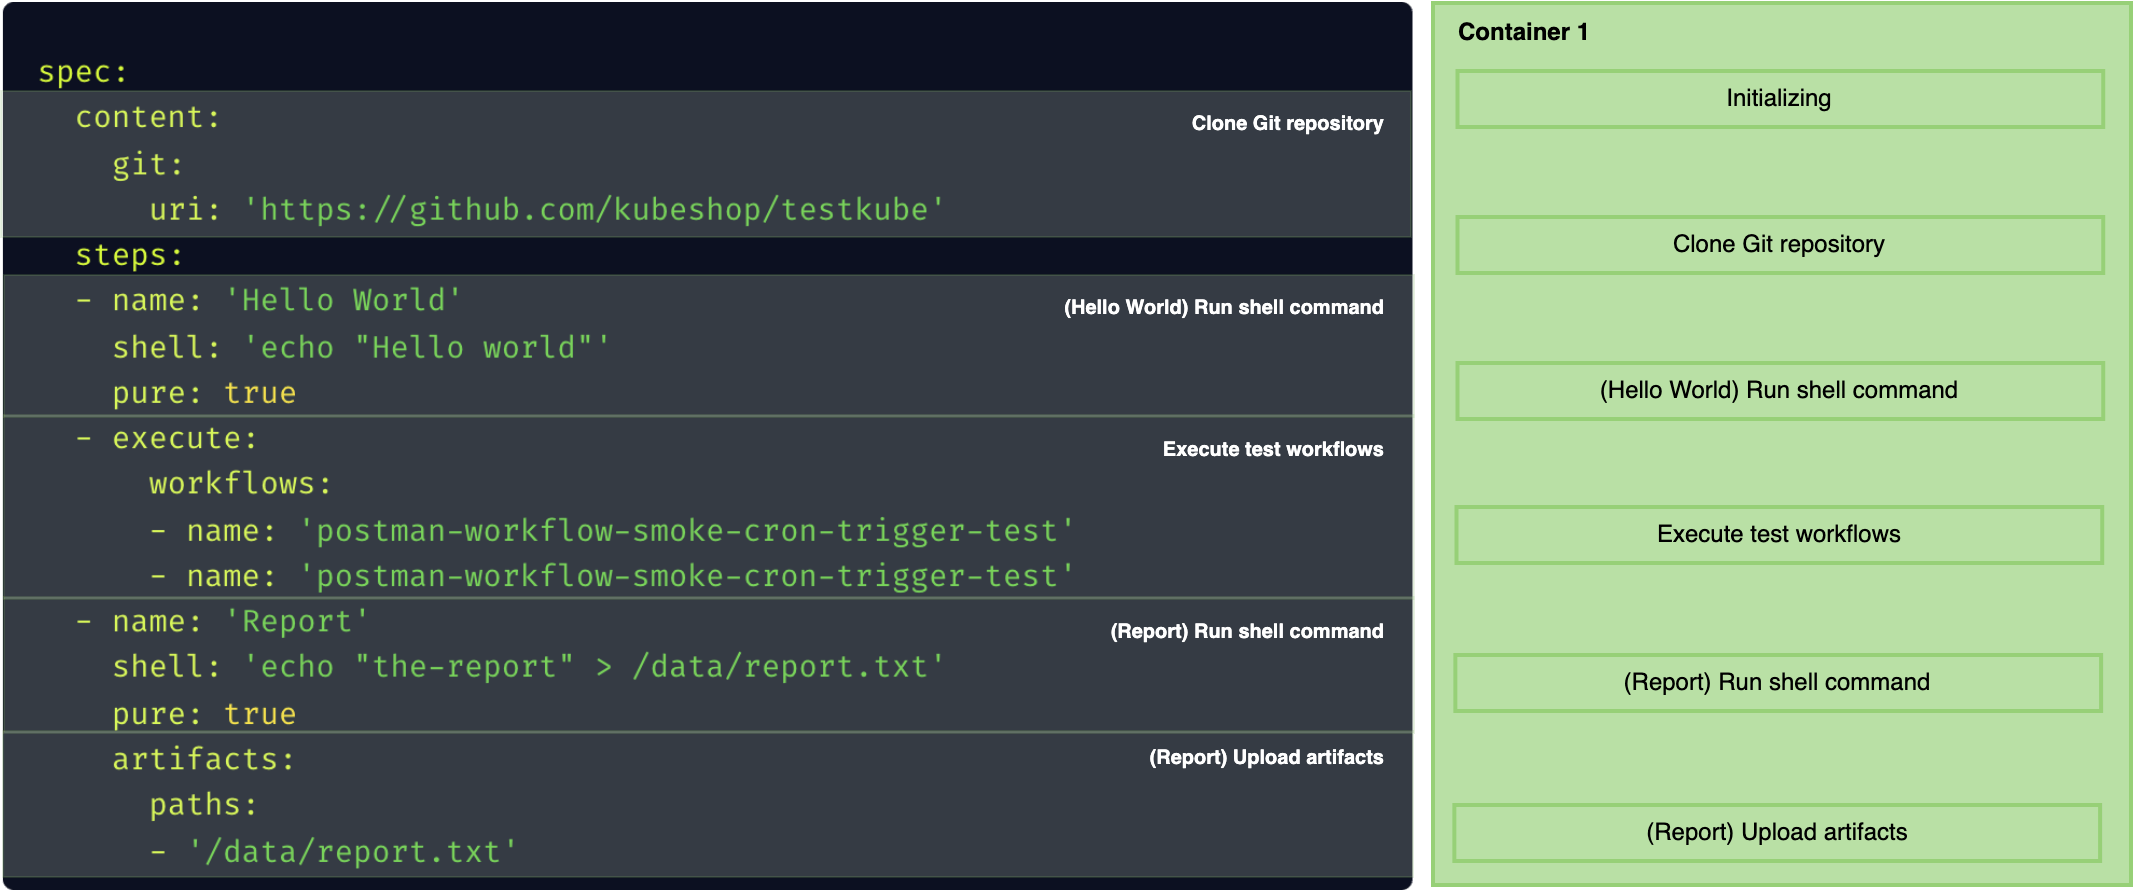 spec:
content:
Clone Git repository
git:
uri: 'https://github.com/kubeshop/testkube'
steps:
- name: 'Hello World'
(Hello World) Run shell command
shell: 'echo "Hello world"'
pure: true
- execute:
Execute test workflows
workflows:
- name: 'postman-workflow-smoke-cron-trigger-test'
- name: 'postman-workflow-smoke-cron-trigger-test'
- name: 'Report'
(Report) Run shell command
shell: 'echo "the-report" > /data/report.txt'
pure: true
artifacts:
(Report) Upload artifacts
paths:
- '/data/report.txt'
Container 1
Initializing
Clone Git repository
(Hello World) Run shell command
Execute test workflows
(Report) Run shell command
(Report) Upload artifacts